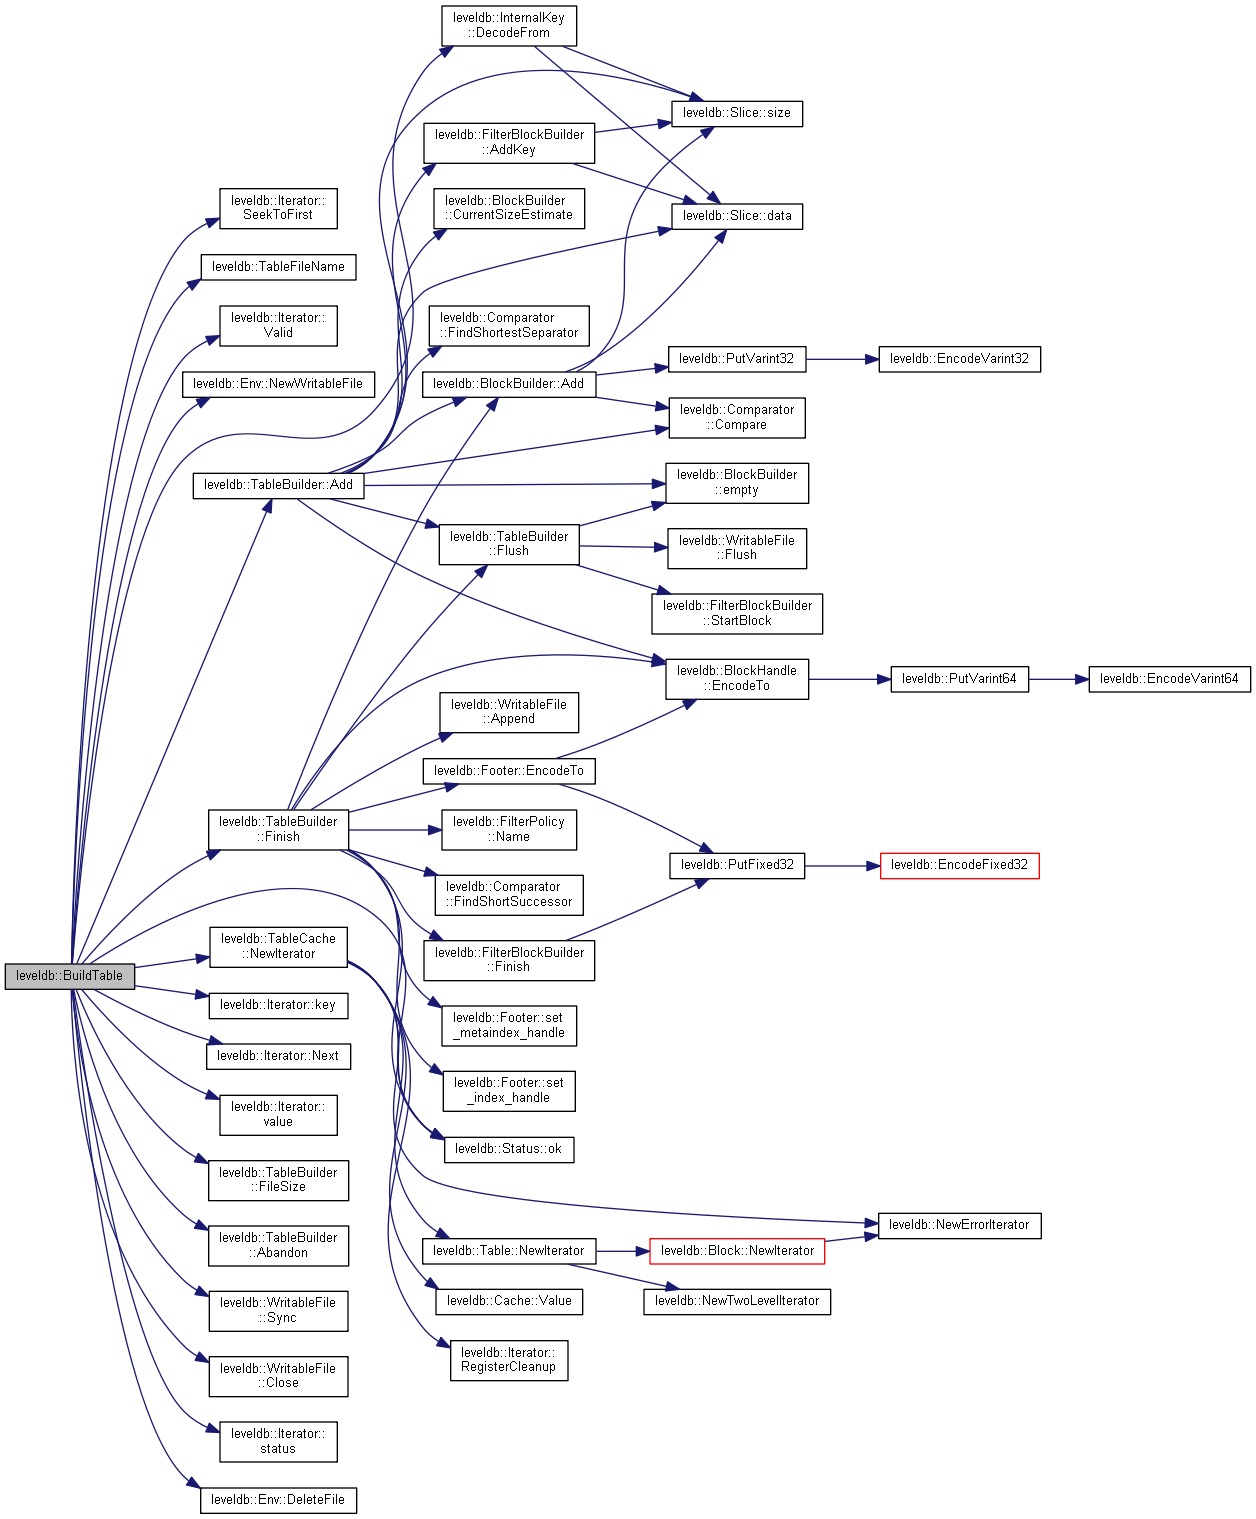 leveldb::InternalKey
::DecodeFrom
leveldb::Slice::size
leveldb::FilterBlockBuilder
::AddKey
leveldb::Iterator::
SeekToFirst
leveldb::BlockBuilder
::CurrentSizeEstimate
leveldb::Slice::data
leveldb::TableFileName
leveldb::Iterator::
Valid
leveldb::Comparator
::FindShortestSeparator
leveldb::PutVarint32
leveldb::EncodeVarint32
leveldb::Env::NewWritableFile
leveldb::BlockBuilder::Add
leveldb::Comparator
::Compare
leveldb::TableBuilder::Add
leveldb::BlockBuilder
::empty
leveldb::TableBuilder
::Flush
leveldb::WritableFile
::Flush
leveldb::FilterBlockBuilder
::StartBlock
leveldb::BlockHandle
::EncodeTo
leveldb::PutVarint64
leveldb::EncodeVarint64
leveldb::WritableFile
::Append
leveldb::Footer::EncodeTo
leveldb::TableBuilder
::Finish
leveldb::FilterPolicy
::Name
leveldb::PutFixed32
leveldb::EncodeFixed32
leveldb::Comparator
::FindShortSuccessor
leveldb::TableCache
::NewIterator
leveldb::FilterBlockBuilder
::Finish
leveldb::BuildTable
leveldb::Iterator::key
leveldb::Footer::set
_metaindex_handle
leveldb::Iterator::Next
leveldb::Footer::set
_index_handle
leveldb::Iterator::
value
leveldb::Status::ok
leveldb::TableBuilder
::FileSize
leveldb::NewErrorIterator
leveldb::TableBuilder
::Abandon
leveldb::Table::NewIterator
leveldb::Block::NewIterator
leveldb::WritableFile
::Sync
leveldb::Cache::Value
leveldb::NewTwoLevelIterator
leveldb::Iterator::
RegisterCleanup
leveldb::WritableFile
::Close
leveldb::Iterator::
status
leveldb::Env::DeleteFile